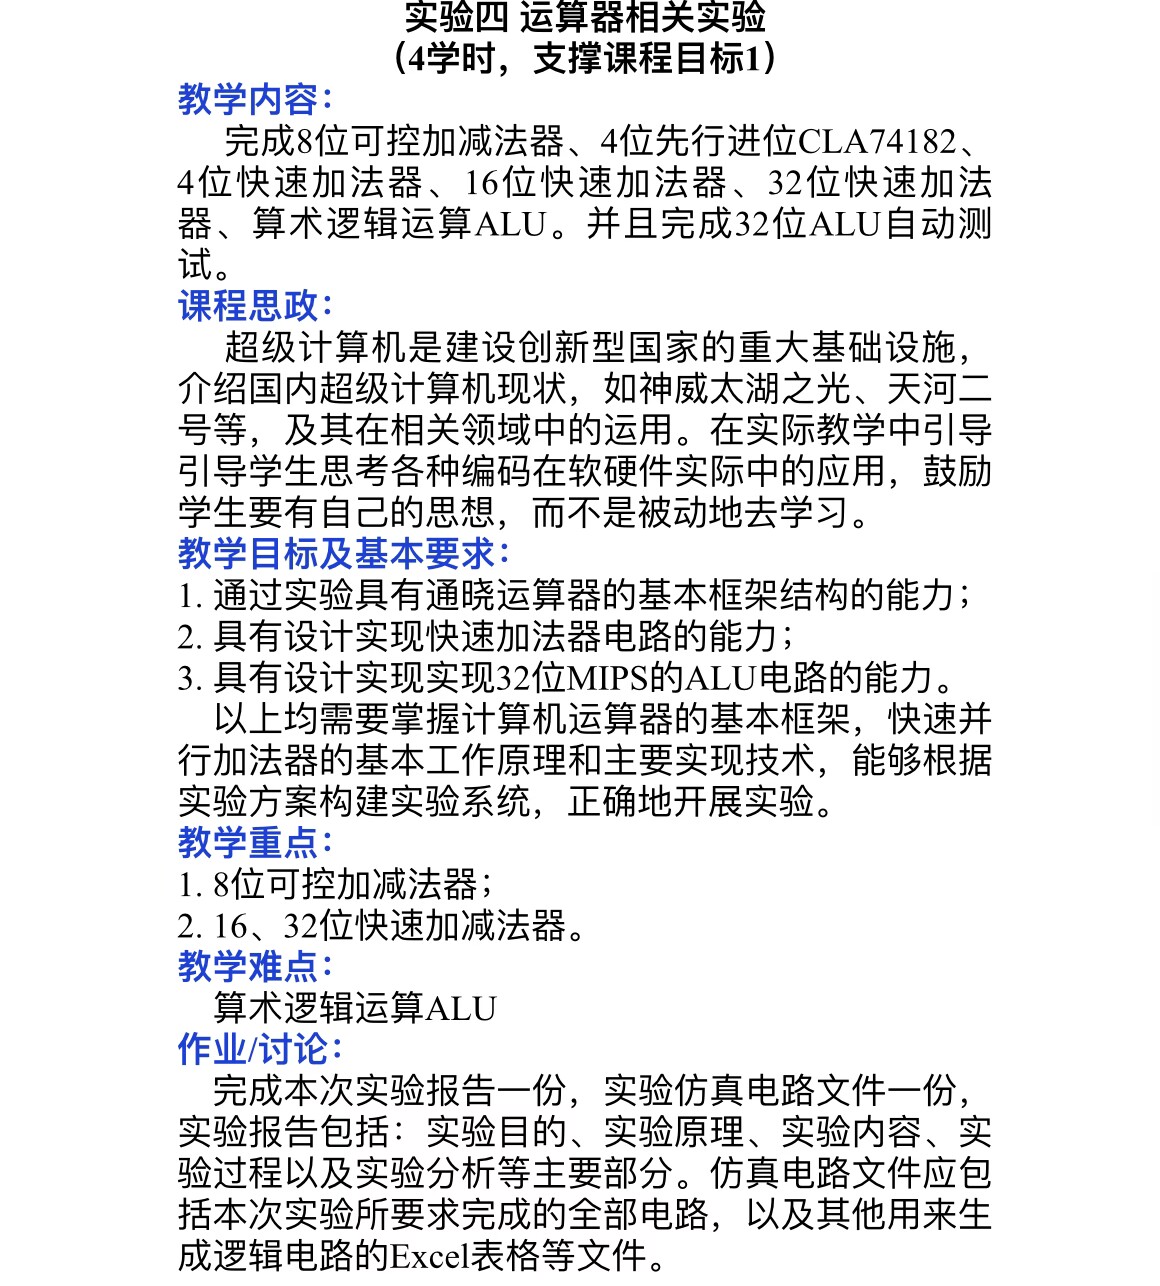 实验四 运算器相关实验
（4学时，支撑课程目标1）
教学内容：
完成8位可控加减法器、4位先行进位CLA74182、
4位快速加法器、16位快速加法器、32位快速加法
器、算术逻辑运算ALU。并且完成32位ALU自动测
试。
课程思政：
超级计算机是建设创新型国家的重大基础设施，
介绍国内超级计算机现状，如神威太湖之光、天河二
号等，及其在相关领域中的运用。在实际教学中引导
引导学生思考各种编码在软硬件实际中的应用，鼓励
学生要有自己的思想，而不是被动地去学习。
教学目标及基本要求：
1. 通过实验具有通晓运算器的基本框架结构的能力；
2. 具有设计实现快速加法器电路的能力；
3. 具有设计实现实现32位MIPS的ALU电路的能力。
以上均需要掌握计算机运算器的基本框架，快速并
行加法器的基本工作原理和主要实现技术，能够根据
实验方案构建实验系统，正确地开展实验。
教学重点：
1. 8位可控加减法器；
2. 16、32位快速加减法器。
教学难点：
算术逻辑运算ALU
作业/讨论：
完成本次实验报告一份，实验仿真电路文件一份，
实验报告包括：实验目的、实验原理、实验内容、实
验过程以及实验分析等主要部分。仿真电路文件应包
括本次实验所要求完成的全部电路，以及其他用来生
成逻辑电路的Excel表格等文件。